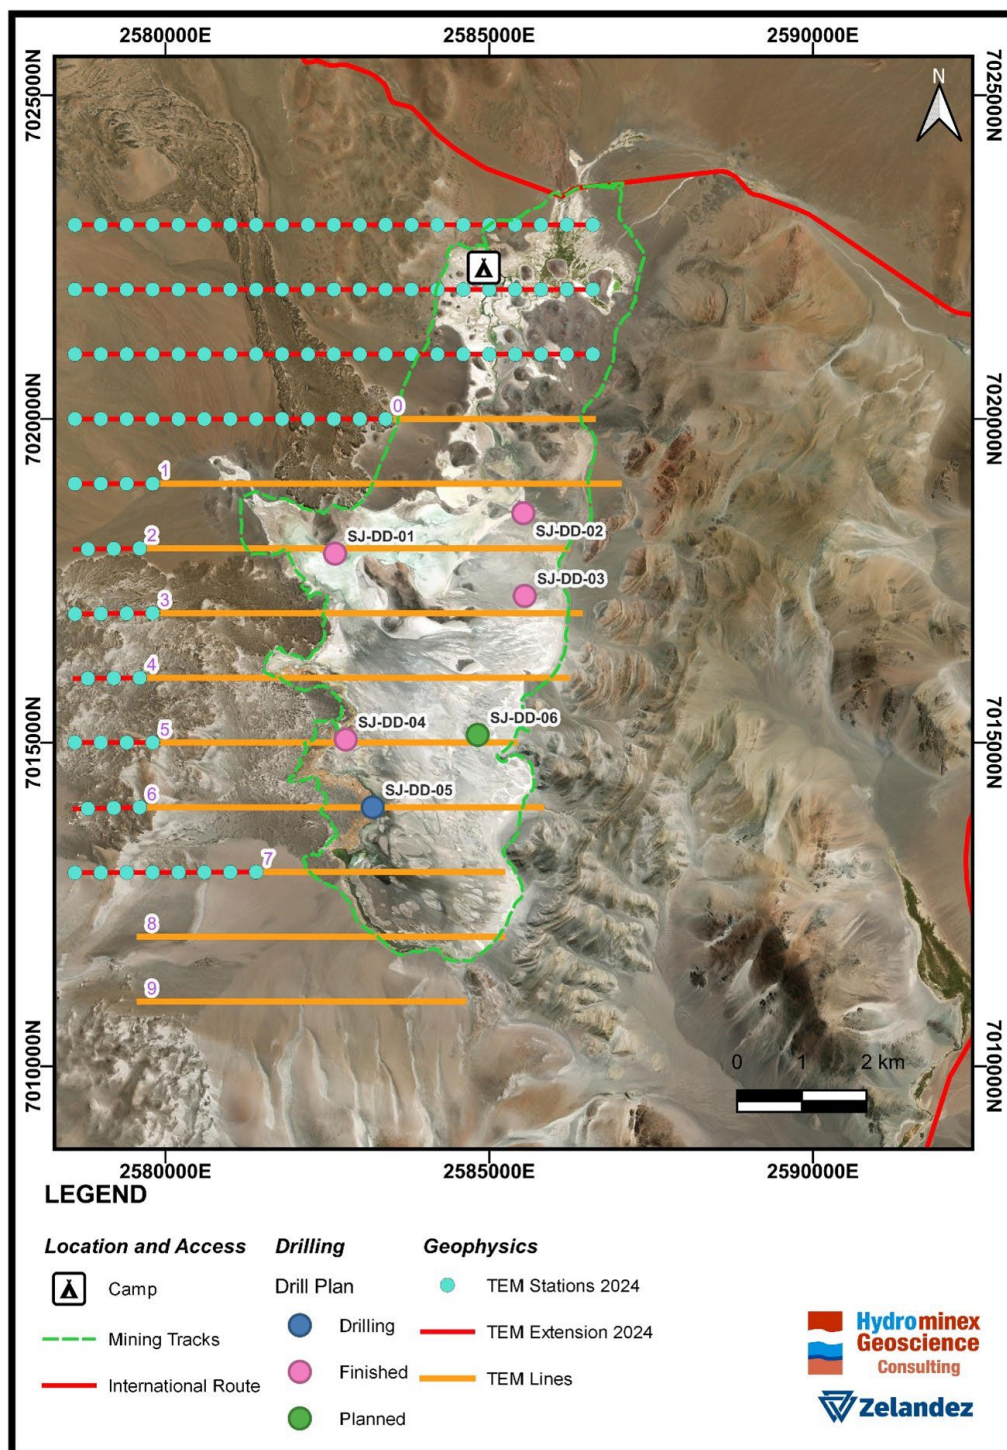 2580000E 2585000E 2590000E
7025000N 7025000N
N
0
7020000N 7020000N
1
SJ-DD-02
2 SJ-DD-01
SJ-DD-03
3
4
SJ-DD-06
SJ-DD-04
7015000N 5 7015000N
SJ-DD-05
6
7
8
9
0 1 2 km
7010000N 7010000N
2580000E 2585000E 2590000E
LEGEND
Location and Access
Camp
Mining Tracks
International Route
Drilling
Drill Plan
Drilling
Finished
Planned
Geophysics
TEM Stations 2024
TEM Extension 2024
TEM Lines
Hydrominex
Geoscience
Consulting
Zelandez